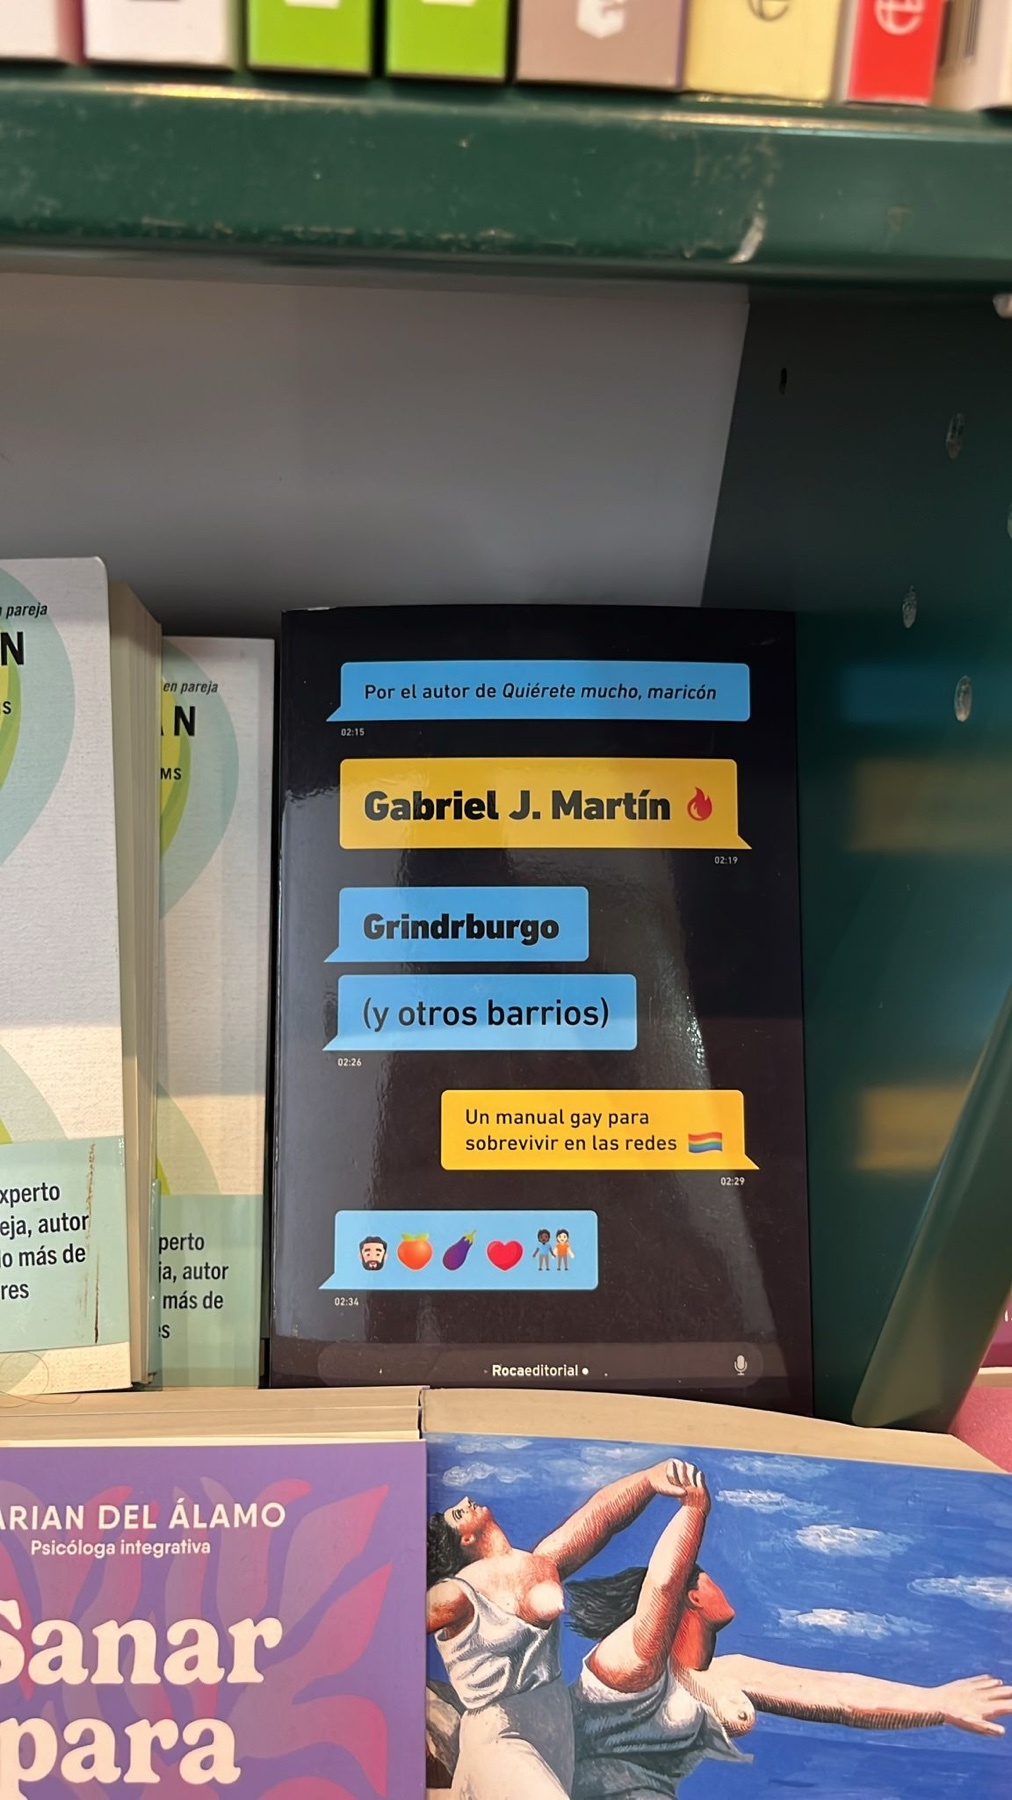 pareja
N
S
xperto
eja, autor
lo más de
res
en pareja
N
MS
perto
ja, autor
más de
s
Por el autor de Quiérete mucho, maricón
02:15
Gabriel J. Martín
02:19
Grindrburgo
(y otros barrios)
02:26
Un manual gay para
sobrevivir en las redes
02:29
02:34
Rocaeditorial
ARIAN DEL ÁLAMO
Psicóloga integrativa
Sanar
para